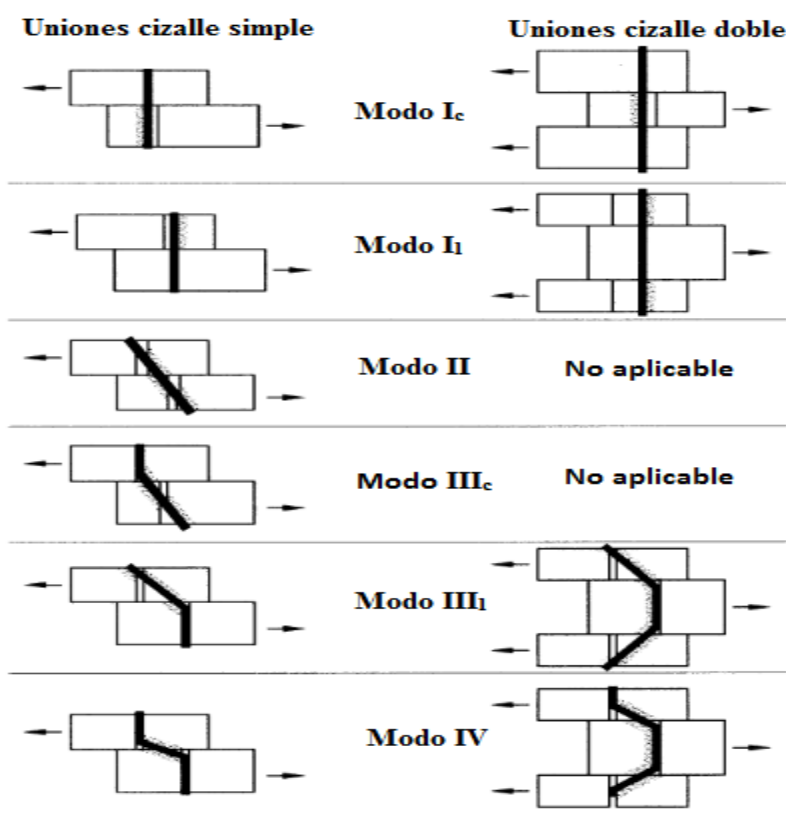 Uniones cizalle simple
Uniones cizalle doble
Modo Ic
Modo Il
Modo II
No aplicable
Modo IIIc
No aplicable
Modo IIIl
Modo IV